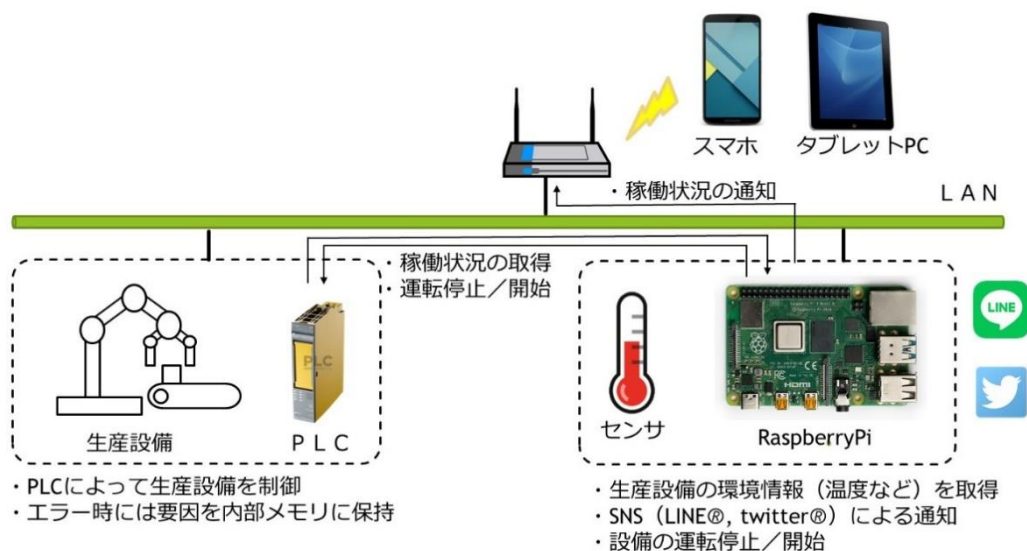 スマホ
タブレットPC
・稼働状況の通知
ＬＡＮ
・稼働状況の取得
・運転停止／開始
PLC
LINE
HDMI
生産設備
ＰＬＣ
センサ
RaspberryPi
・PLCによって生産設備を制御
・エラー時には要因を内部メモリに保持
・生産設備の環境情報（温度など）を取得
・SNS（LINE®, twitter®）による通知
・設備の運転停止／開始